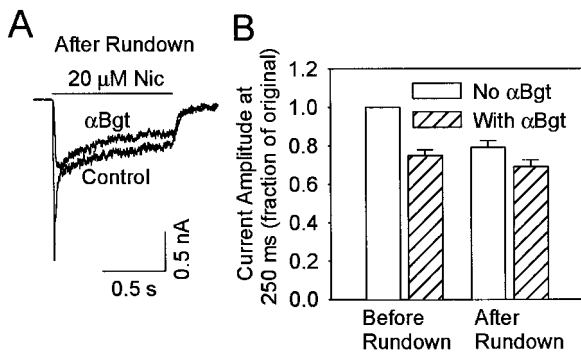 A
After Rundown
20 µM Nic
αBgt
Control
0.5 nA
0.5 s
B
Current Amplitude at
250 ms (fraction of original)
1.2
1.0
0.8
0.6
0.4
0.2
0.0
No αBgt
With αBgt
Before
Rundown
After
Rundown